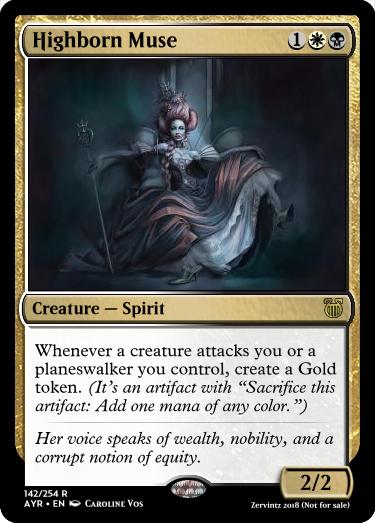 Highborn Muse 1
Creature — Spirit
Whenever a creature attacks you or a
planeswalker you control, create a Gold
token. (It's an artifact with “Sacrifice this
artifact: Add one mana of any color.”)
Her voice speaks of wealth, nobility, and a
corrupt notion of equity.
2/2
142/254 R
AYR • EN Caroline Vos
Zervintz 2018 (Not for sale)